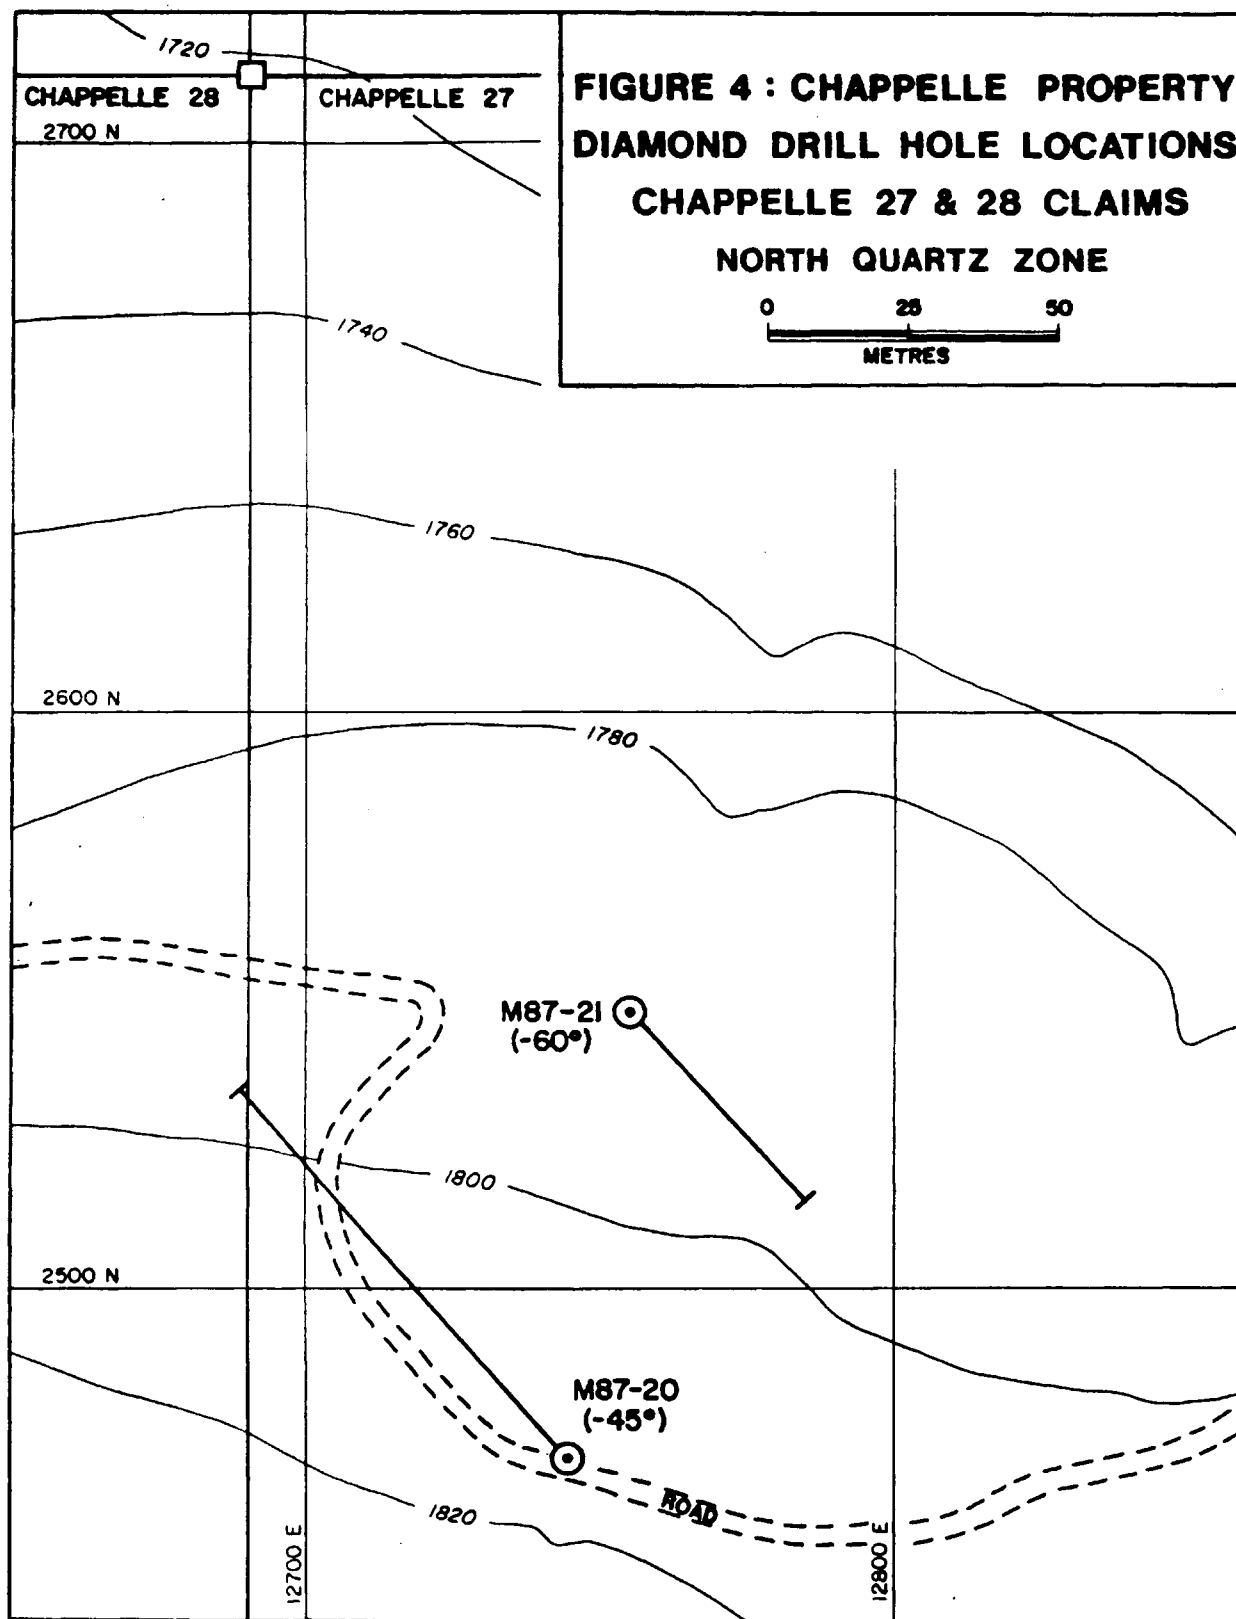 FIGURE 4 : CHAPPELLE PROPERTY
DIAMOND DRILL HOLE LOCATIONS
CHAPPELLE 27 & 28 CLAIMS
NORTH QUARTZ ZONE
0 25 50
METRES
1720
CHAPPELLE 28
CHAPPELLE 27
2700 N
1740
1760
2600 N
1780
M87-21
(-60°)
1800
2500 N
M87-20
(-45°)
1820
ROAD
12700 E
12800 E